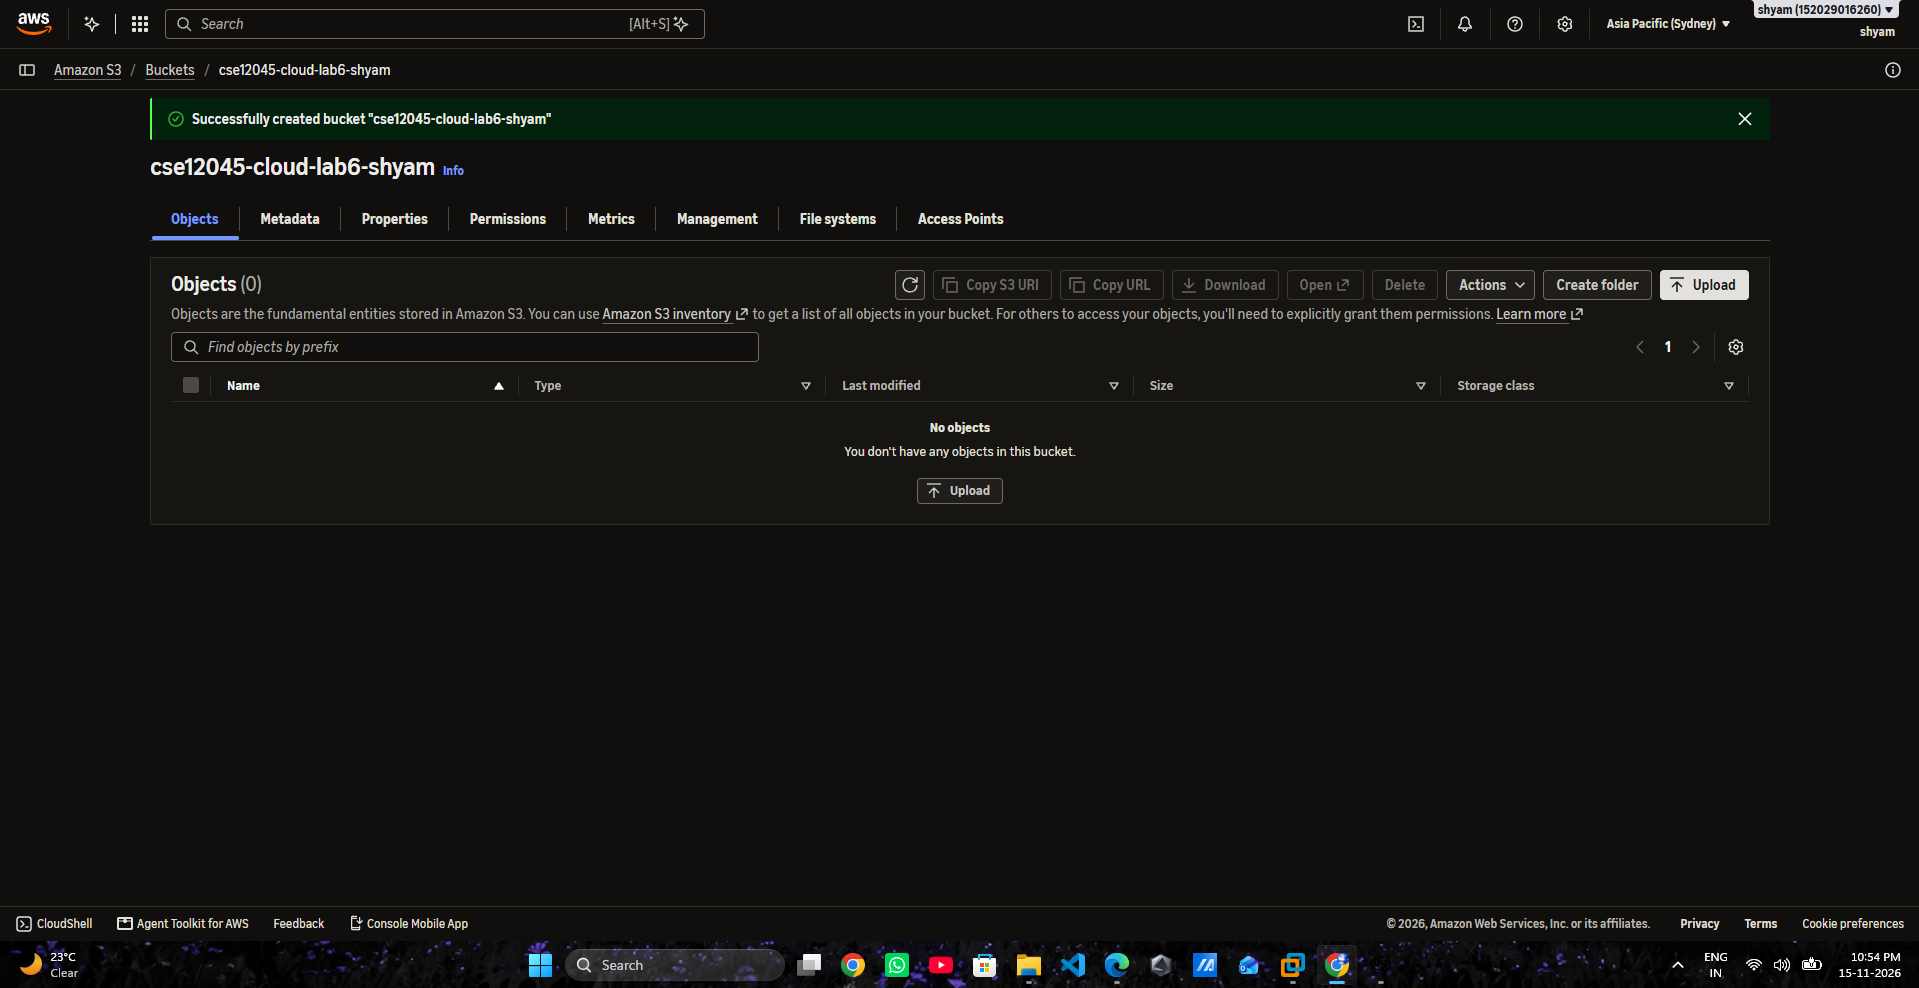 aws
Search [Alt+S]
Asia Pacific (Sydney)
shyam (152029016260)
shyam
Amazon S3 / Buckets / cse12045-cloud-lab6-shyam
Successfully created bucket "cse12045-cloud-lab6-shyam"
cse12045-cloud-lab6-shyam Info
Objects Metadata Properties Permissions Metrics Management File systems Access Points
Objects (0)
Copy S3 URI Copy URL Download Open Delete Actions Create folder Upload
Objects are the fundamental entities stored in Amazon S3. You can use Amazon S3 inventory to get a list of all objects in your bucket. For others to access your objects, you'll need to explicitly grant them permissions. Learn more
Find objects by prefix
1
Name Type Last modified Size Storage class
No objects
You don't have any objects in this bucket.
Upload
CloudShell Agent Toolkit for AWS Feedback Console Mobile App © 2026, Amazon Web Services, Inc. or its affiliates. Privacy Terms Cookie preferences
23°C
Clear
Search
ENG
IN
10:54 PM
15-11-2026